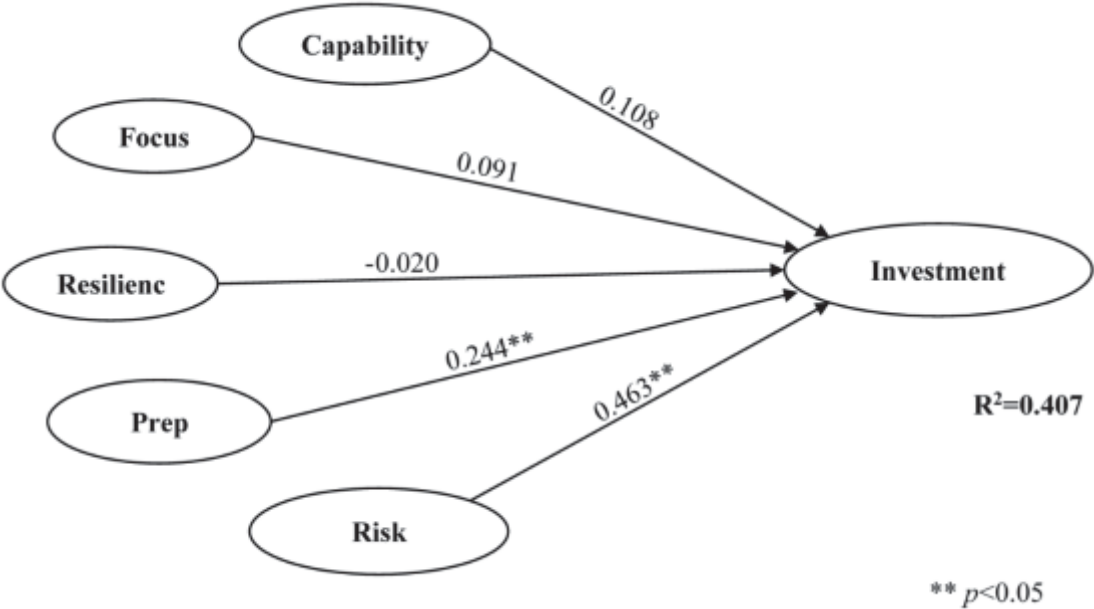 Capability
0.108
Focus
0.091
Resilienc
-0.020
Investment
Prep
0.244**
0.463**
R²=0.407
Risk
** p<0.05